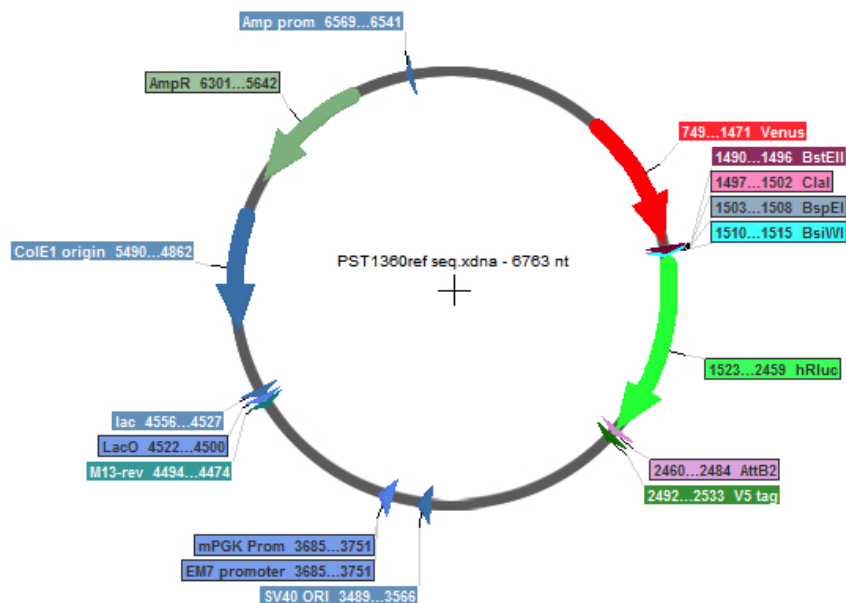 Amp prom 6569...6541
AmpR 6301...5642
749...1471 Venus
1490...1496 BstEII
1497...1502 ClaI
1503...1508 BspEI
1510...1515 BsiWI
ColE1 origin 5490...4862
PST1360ref seq.xdna - 6763 nt
1523...2459 hRluc
lac 4556...4527
LacO 4522...4500
M13-rev 4494...4474
2460...2484 AttB2
2492...2533 V5 tag
mPGK Prom 3685...3751
EM7 promoter 3685...3751
SV40 ORI 3489...3566